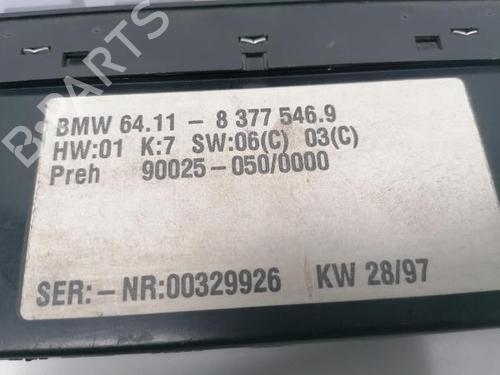 B-PARTS
BMW 64.11 - 8 377 546.9
HW:01 K:7 SW:06(C) 03(C)
Preh 90025-050/0000
SER:-NR:00329926 KW 28/97